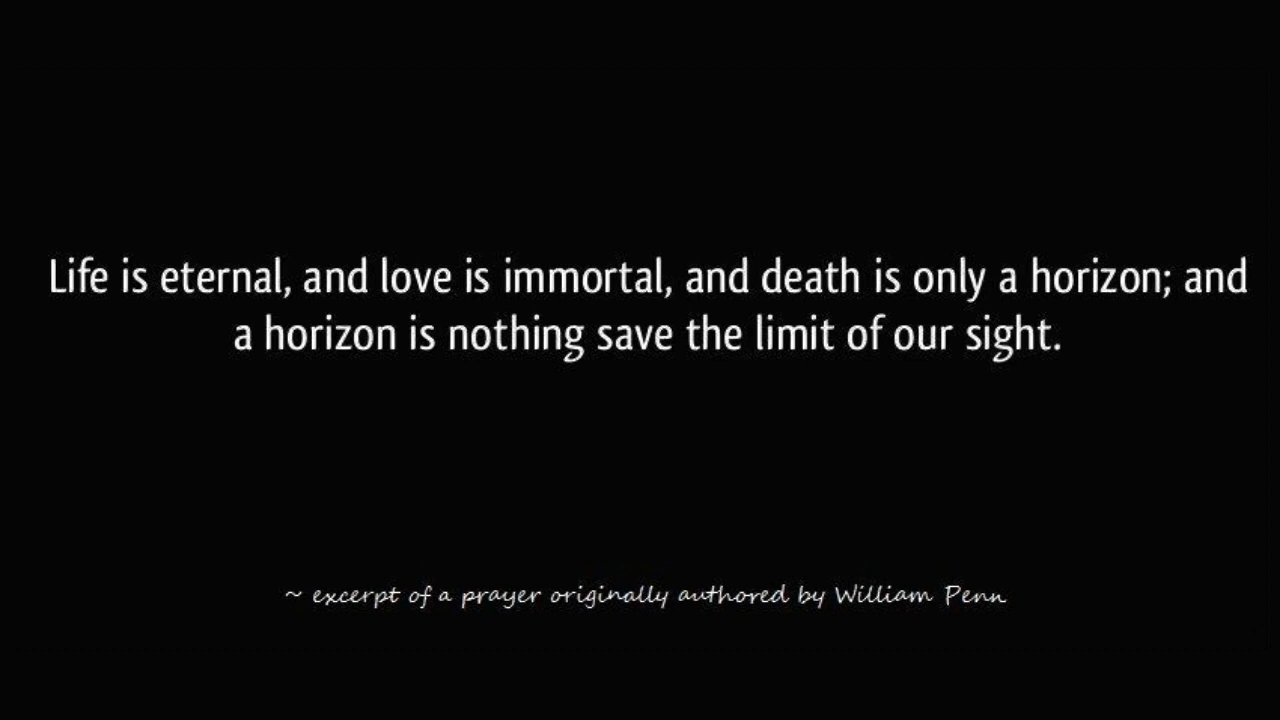 Life is eternal, and love is immortal, and death is only a horizon; and
a horizon is nothing save the limit of our sight.
~ excerpt of a prayer originally authored by William Penn